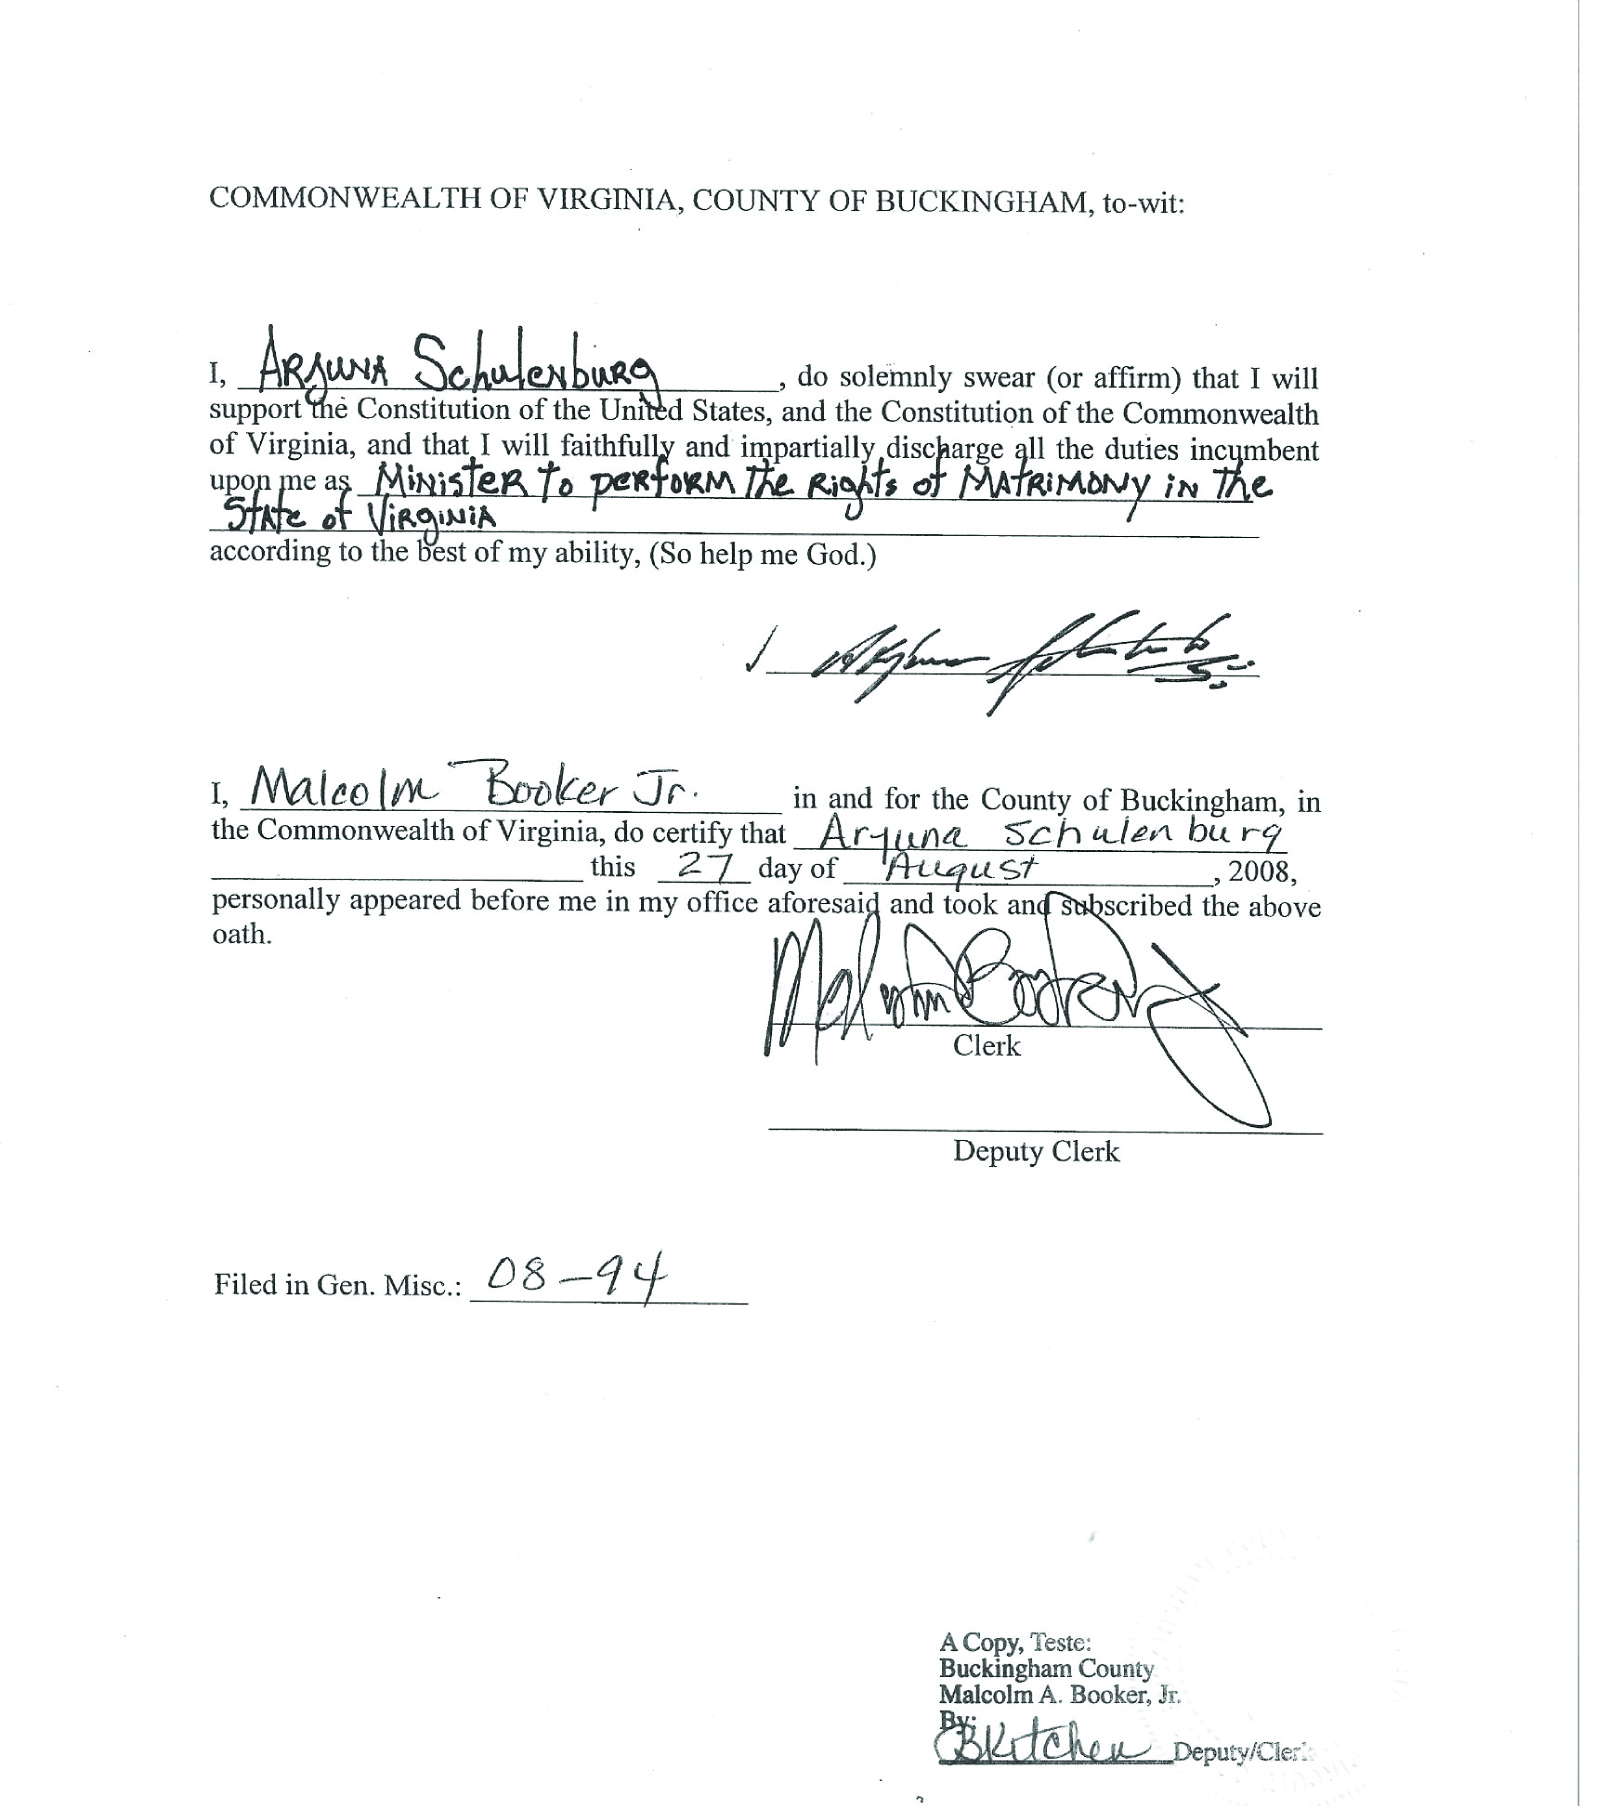 COMMONWEALTH OF VIRGINIA, COUNTY OF BUCKINGHAM, to-wit:
I, Arjuna Schulenburg, do solemnly swear (or affirm) that I will
support the Constitution of the United States, and the Constitution of the Commonwealth
of Virginia, and that I will faithfully and impartially discharge all the duties incumbent
upon me as Minister to perform the Rights of Matrimony in the
State of Virginia
according to the best of my ability, (So help me God.)
I, Malcolm Booker Jr. in and for the County of Buckingham, in
the Commonwealth of Virginia, do certify that Arjuna Schulenburg
this 27 day of August, 2008,
personally appeared before me in my office aforesaid and took and subscribed the above
oath.
Malcolm Booker Jr
Clerk
Deputy Clerk
Filed in Gen. Misc.: 08-94
A Copy, Teste:
Buckingham County
Malcolm A. Booker, Jr.
By:
BKitchen Deputy/Clerk